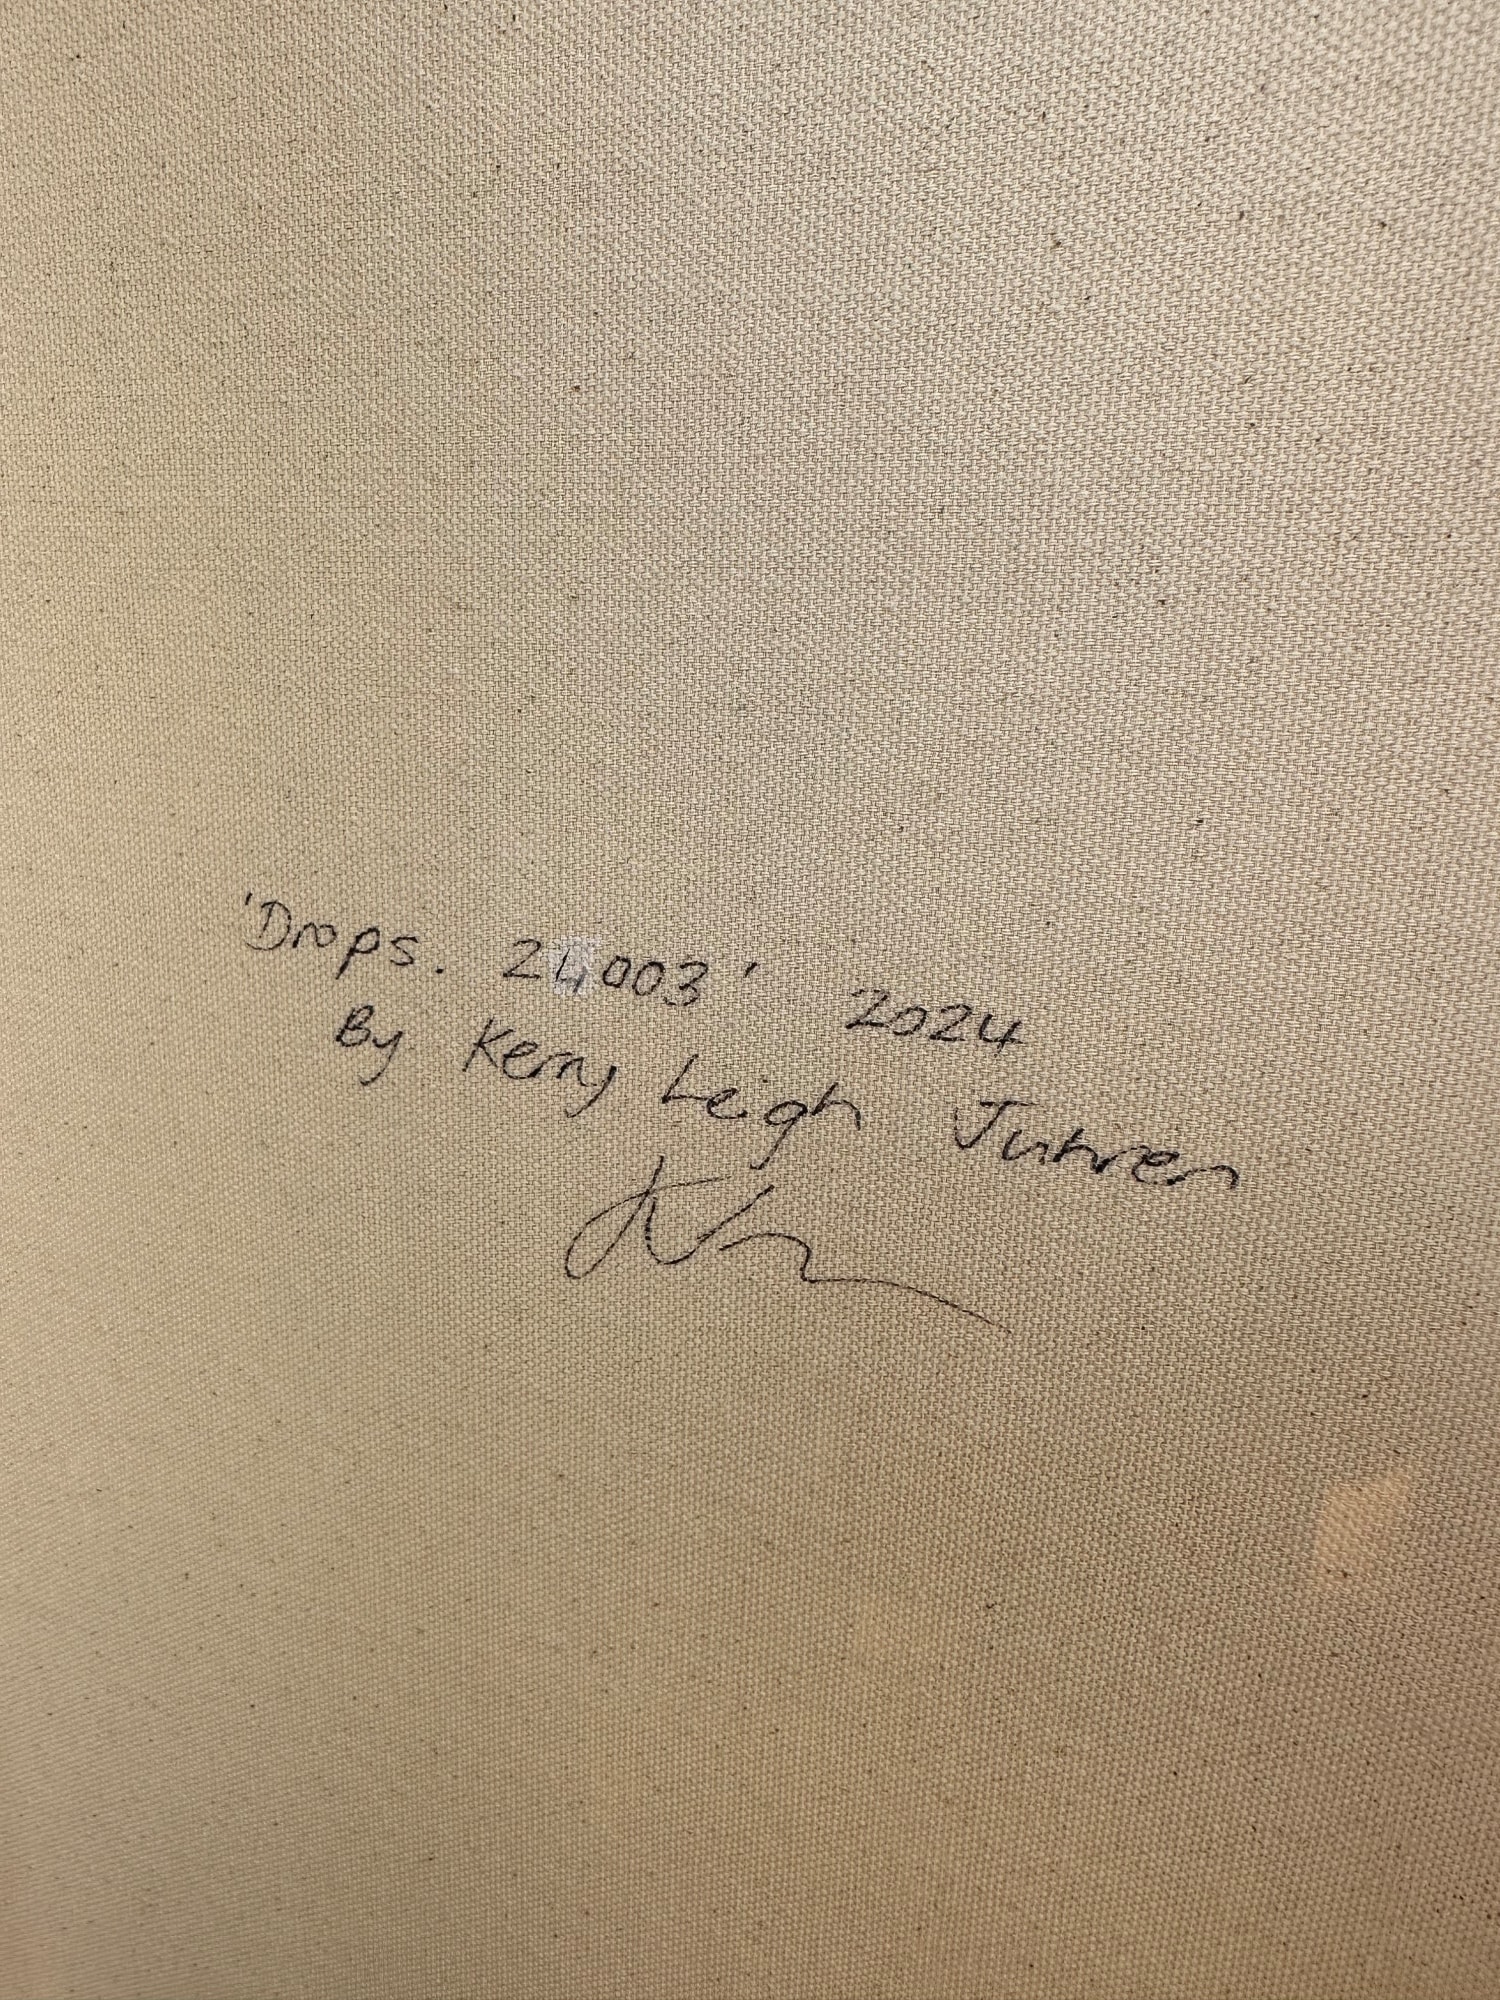 'Drops. 24003' 2024
By Kerry Leigh Juhren